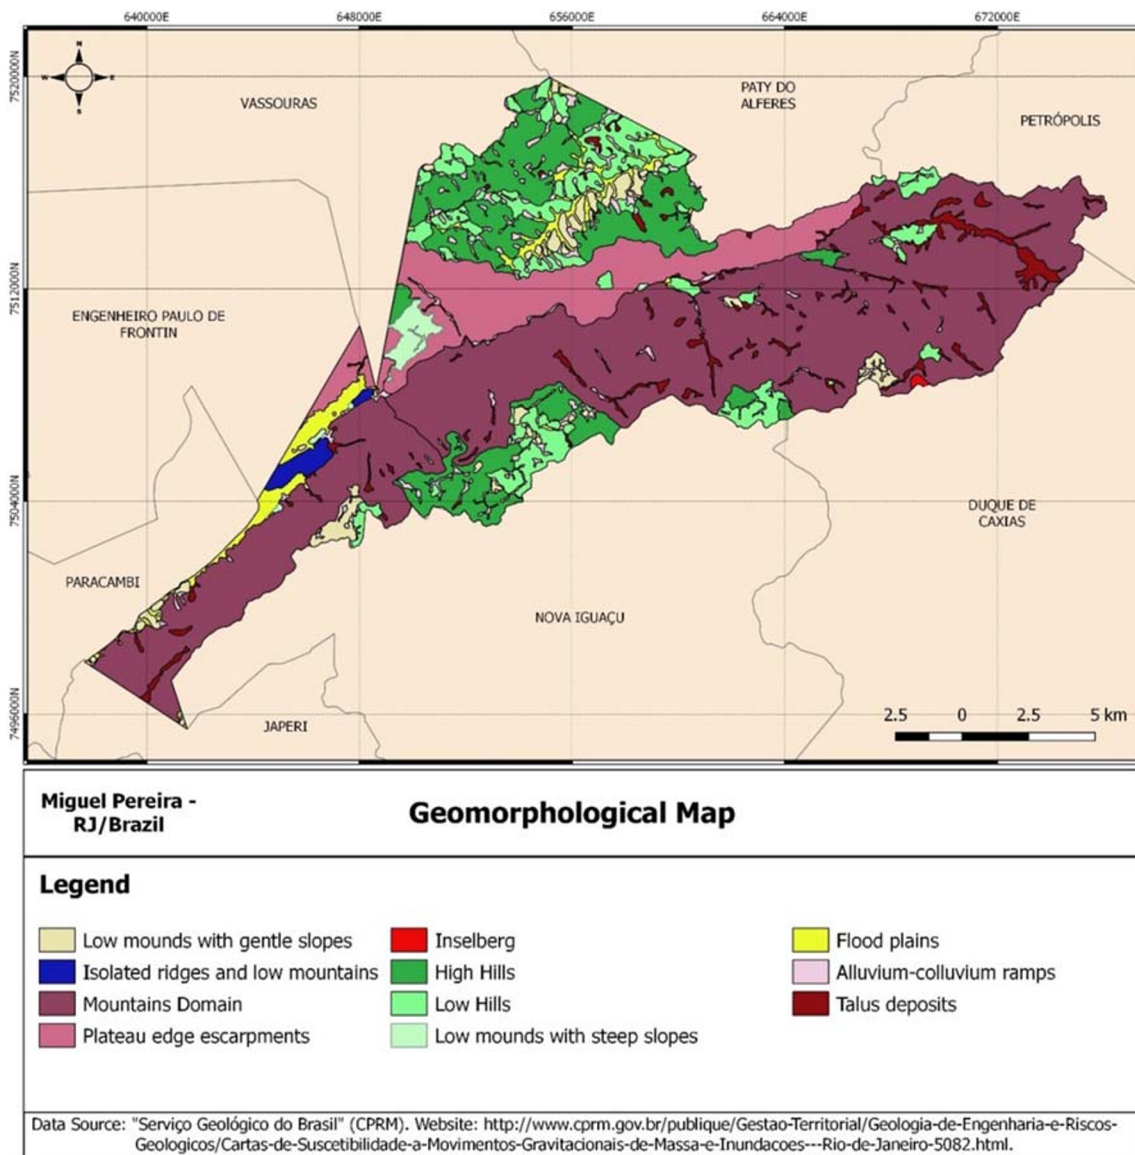 640000E 648000E 656000E 664000E 672000E
7520000N
N
W E
S
VASSOURAS
PATY DO
ALFERES
PETRÓPOLIS
7512000N
ENGENHEIRO PAULO DE
FRONTIN
7504000N
DUQUE DE
CAXIAS
PARACAMBI
NOVA IGUAÇU
7496000N
JAPERI
2.5 0 2.5 5 km
Miguel Pereira -
RJ/Brazil
Geomorphological Map
Legend
Low mounds with gentle slopes
Isolated ridges and low mountains
Mountains Domain
Plateau edge escarpments
Inselberg
High Hills
Low Hills
Low mounds with steep slopes
Flood plains
Alluvium-colluvium ramps
Talus deposits
Data Source: "Serviço Geológico do Brasil" (CPRM). Website: http://www.cprm.gov.br/publique/Gestao-Territorial/Geologia-de-Engenharia-e-Riscos-
Geologicos/Cartas-de-Suscetibilidade-a-Movimentos-Gravitacionais-de-Massa-e-Inundacoes---Rio-de-Janeiro-5082.html.